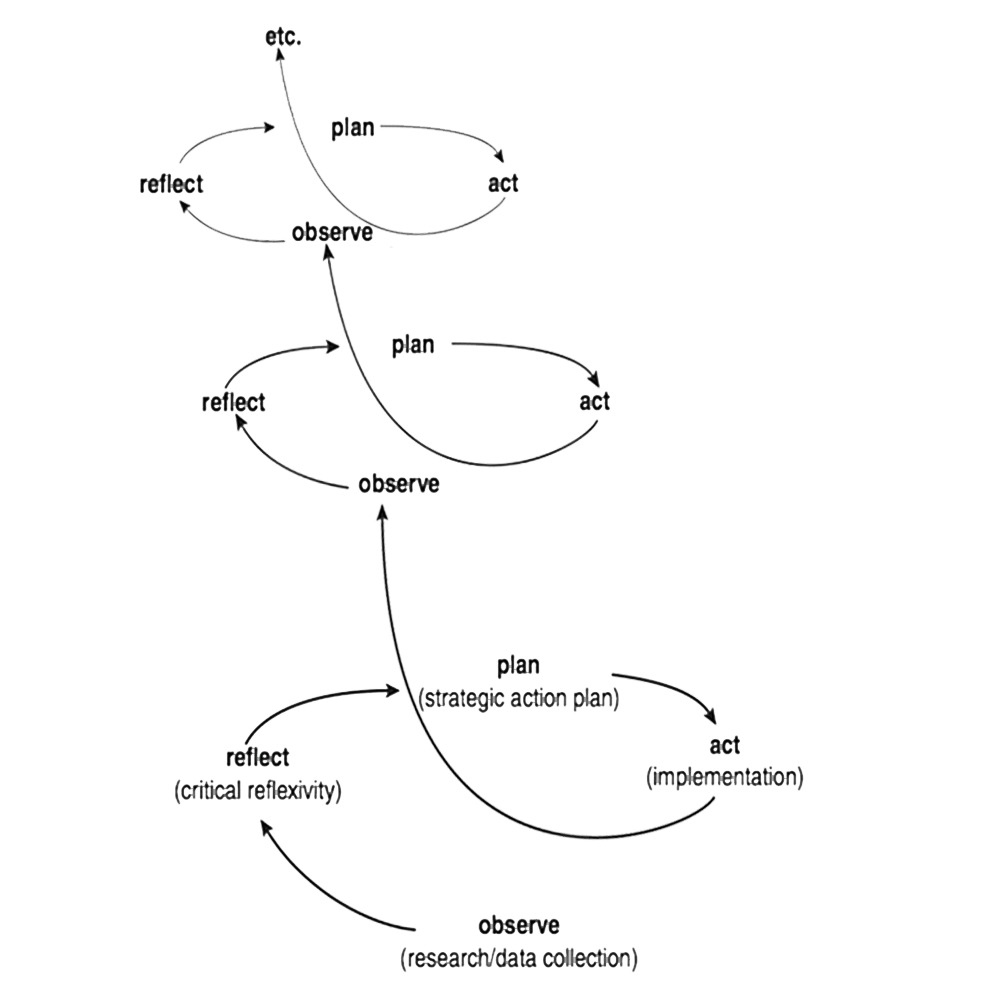 etc.
plan
reflect
act
observe
plan
reflect
act
observe
plan
(strategic action plan)
act
(implementation)
reflect
(critical reflexivity)
observe
(research/data collection)